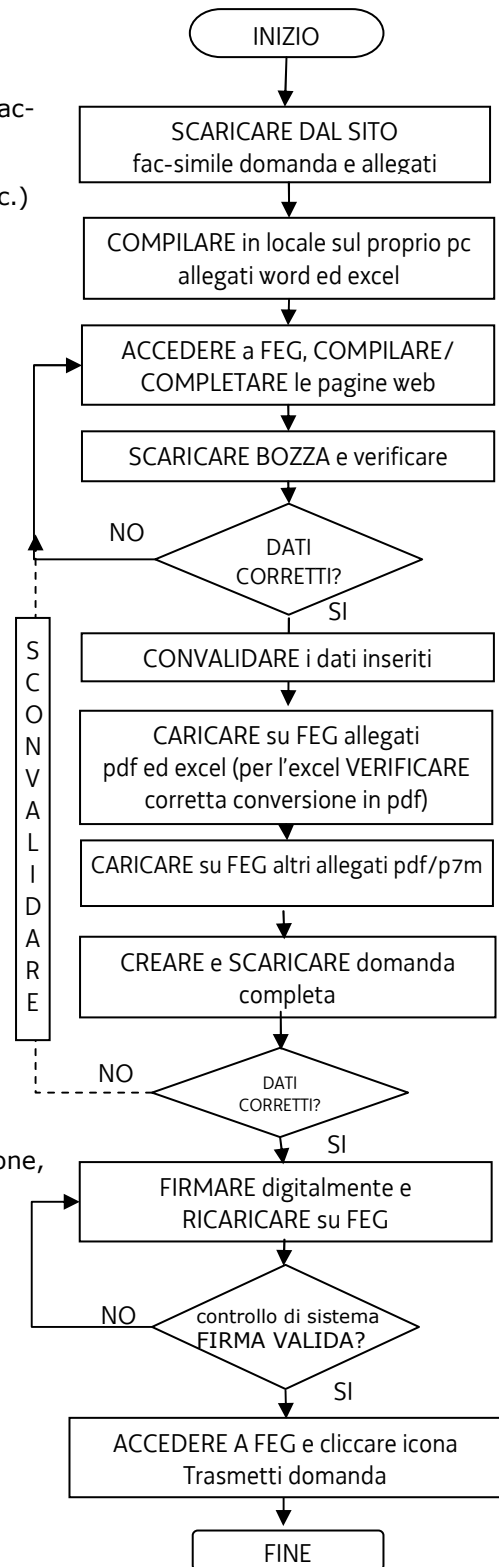 INIZIO
ac-
SCARICARE DAL SITO
fac-simile domanda e allegati
c.)
COMPILARE in locale sul proprio pc
allegati word ed excel
ACCEDERE a FEG, COMPILARE/
COMPLETARE le pagine web
SCARICARE BOZZA e verificare
NO
DATI
CORRETTI?
SI
SCONVALIDARE
CONVALIDARE i dati inseriti
CARICARE su FEG allegati
pdf ed excel (per l'excel VERIFICARE
corretta conversione in pdf)
CARICARE su FEG altri allegati pdf/p7m
CREARE e SCARICARE domanda
completa
NO
DATI
CORRETTI?
SI
one,
FIRMARE digitalmente e
RICARICARE su FEG
NO
controllo di sistema
FIRMA VALIDA?
SI
ACCEDERE A FEG e cliccare icona
Trasmetti domanda
FINE